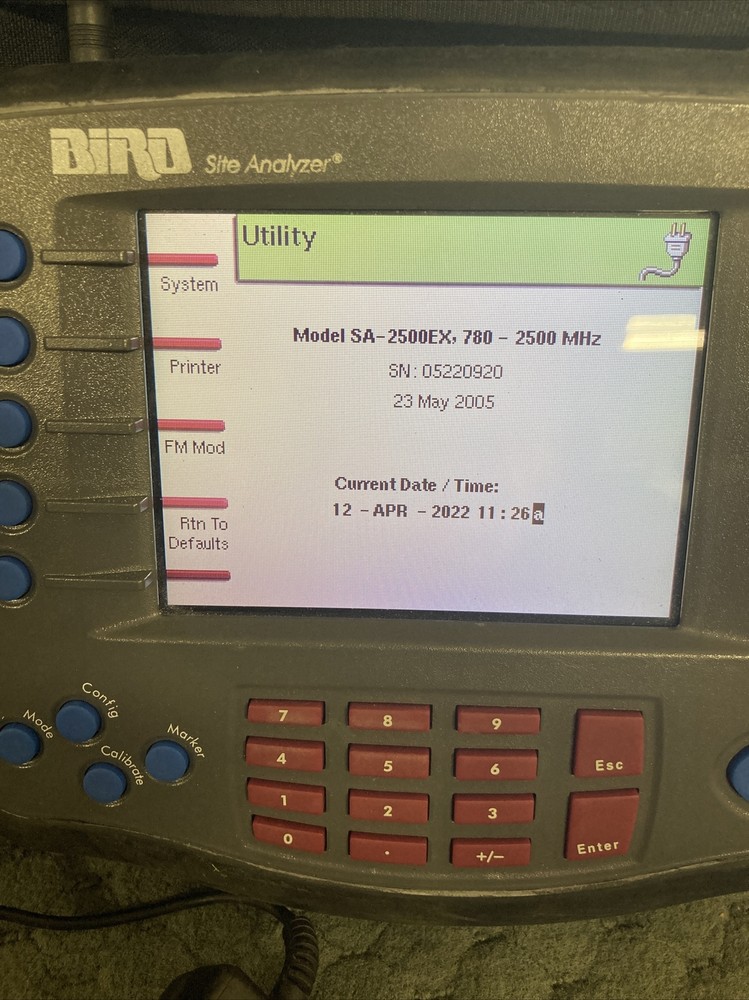 BIRD Site Analyzer®
Utility
System
Printer
FM Mod
Rtn To
Defaults
Model SA-2500EX, 780 - 2500 MHz
SN: 05220920
23 May 2005
Current Date / Time:
12 - APR - 2022 11 : 26 a
Mode
Config
Calibrate
Marker
7 8 9
4 5 6
1 2 3
0 . +/-
Esc
Enter